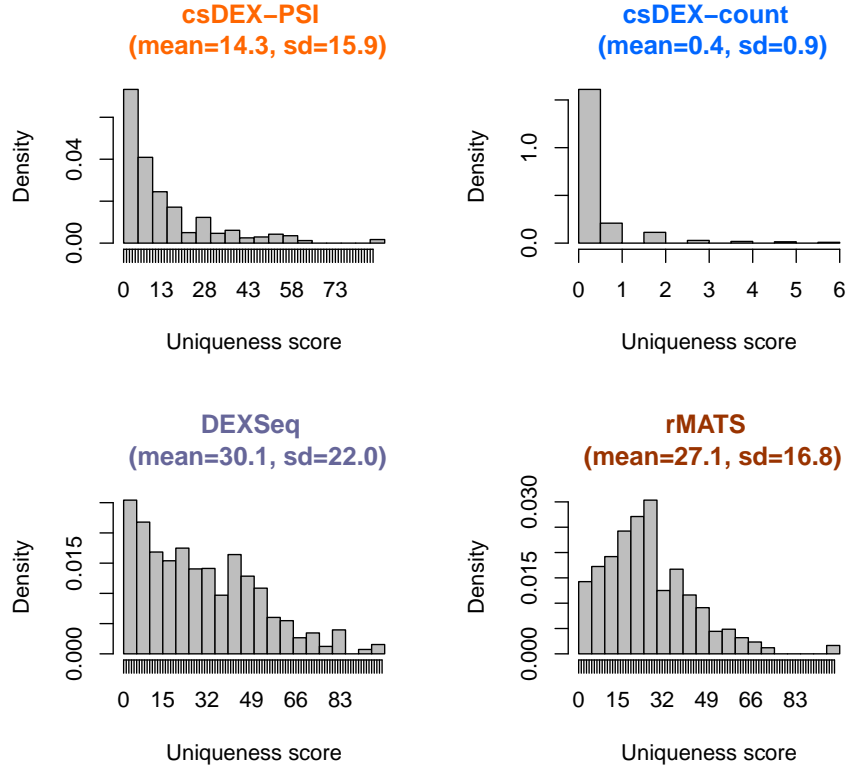 csDEX−PSI
(mean=14.3, sd=15.9)
Density
0.00 0.04
0 13 28 43 58 73
Uniqueness score
csDEX−count
(mean=0.4, sd=0.9)
Density
0.0 1.0
0 1 2 3 4 5 6
Uniqueness score
DEXSeq
(mean=30.1, sd=22.0)
Density
0.000 0.015
0 15 32 49 66 83
Uniqueness score
rMATS
(mean=27.1, sd=16.8)
Density
0.000 0.015 0.030
0 15 32 49 66 83
Uniqueness score